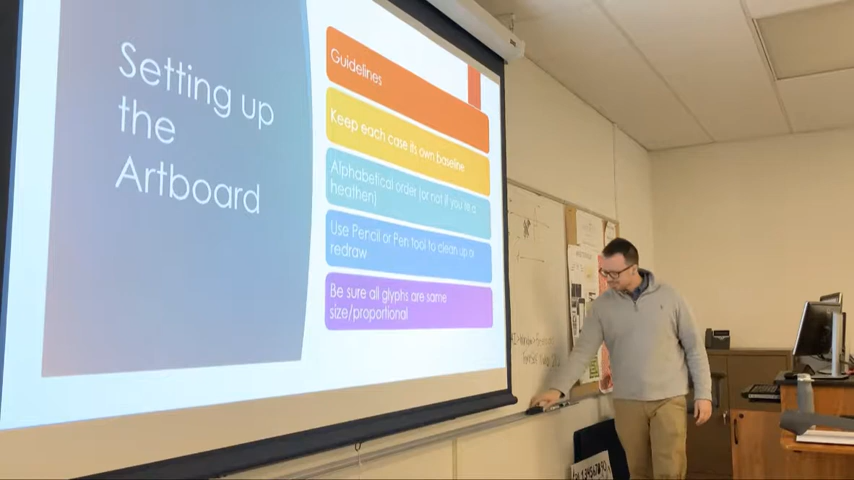 Setting up
the
Artboard
Guidelines
Keep each case its own baseline
Alphabetical order (or not if you're a
heathen)
Use Pencil or Pen tool to clean up or
redraw
Be sure all glyphs are same
size/proportional